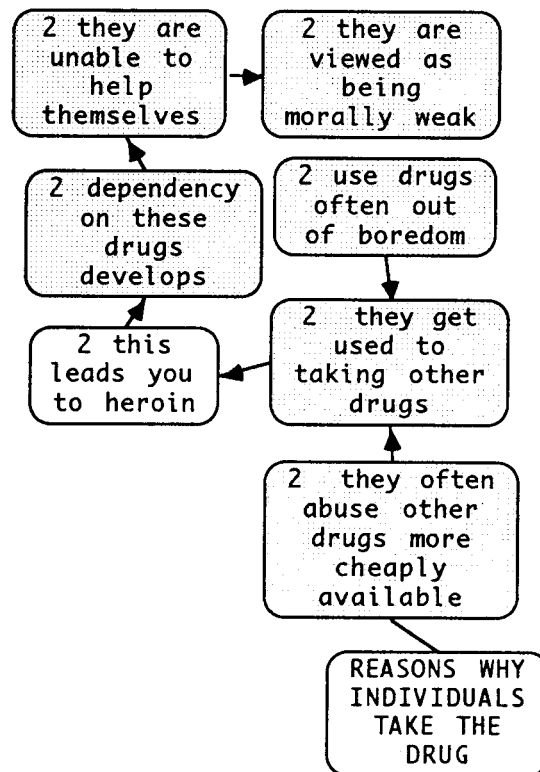 2 they are
unable to
help
themselves
2 they are
viewed as
being
morally weak
2 dependency
on these
drugs
develops
2 use drugs
often out
of boredom
2 this
leads you
to heroin
2 they get
used to
taking other
drugs
2 they often
abuse other
drugs more
cheaply
available
REASONS WHY
INDIVIDUALS
TAKE THE
DRUG